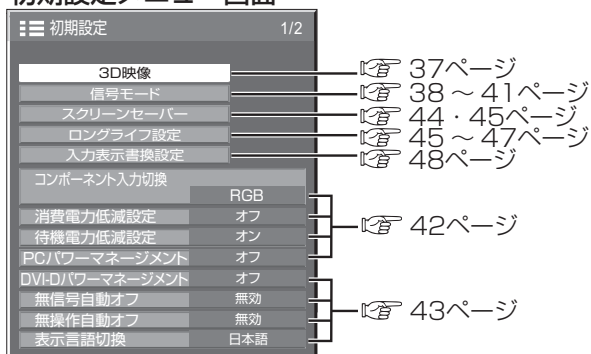 初期設定メニュー画面
初期設定 1/2
3D映像 37ページ
信号モード 38 ～ 41ページ
スクリーンセーバー 44・45ページ
ロングライフ設定 45 ～ 47ページ
入力表示書換設定 48ページ
コンポーネント入力切換
RGB
消費電力低減設定 オフ
待機電力低減設定 オン
42ページ
PCパワーマネージメント オフ
DVI-Dパワーマネージメント オフ
無信号自動オフ 無効
43ページ
無操作自動オフ 無効
表示言語切換 日本語